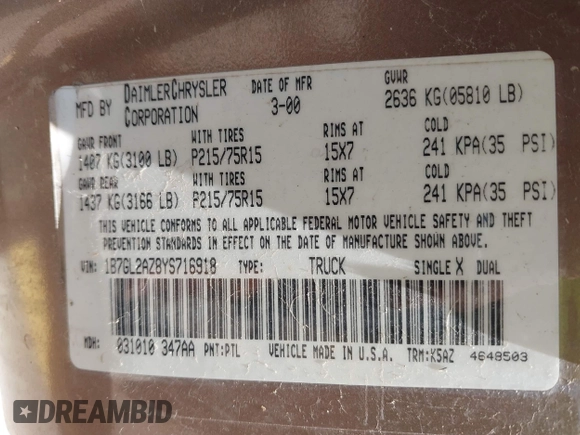 MFD BY DAIMLERCHRYSLER CORPORATION DATE OF MFR 3-00 GVWR 2636 KG(05810 LB)
GAWR FRONT WITH TIRES RIMS AT COLD
1407 KG(3100 LB) P215/75R15 15X7 241 KPA(35 PSI)
GAWR REAR WITH TIRES RIMS AT COLD
1437 KG(3166 LB) P215/75R15 15X7 241 KPA(35 PSI)
THIS VEHICLE CONFORMS TO ALL APPLICABLE FEDERAL MOTOR VEHICLE SAFETY AND THEFT
PREVENTION STANDARDS IN EFFECT ON THE DATE OF MANUFACTURE SHOWN ABOVE.
VIN: 1B7GL2AZ8YS716918 TYPE: TRUCK SINGLE X DUAL
MDH: 031010 347AA PNT:PTL VEHICLE MADE IN U.S.A. TRM:K5AZ 4648503
DREAMBID